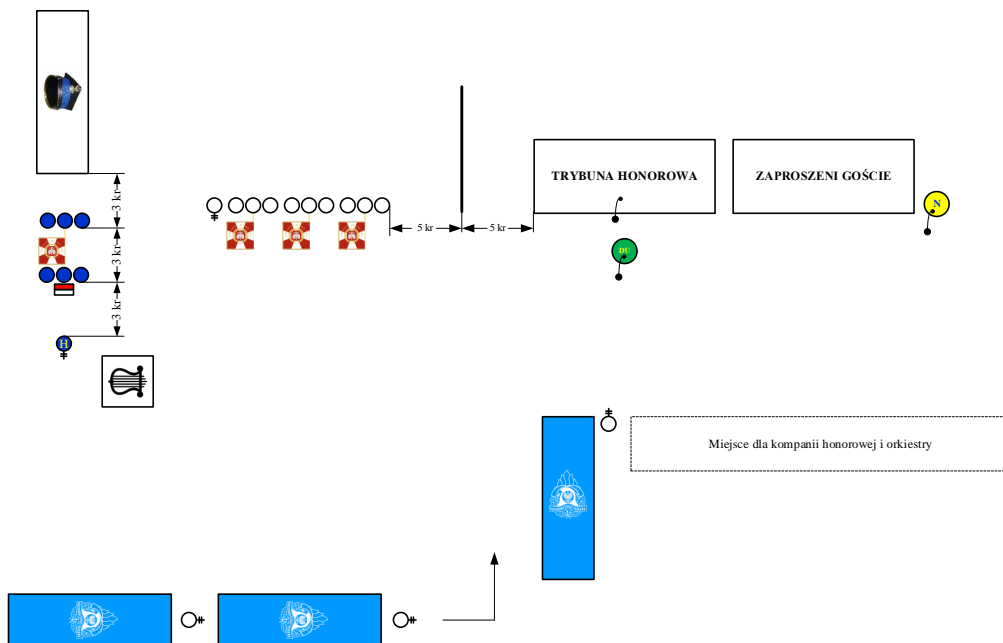 3 kr
3 kr
3 kr
H
5 kr
5 kr
TRYBUNA HONOROWA
ZAPROSZENI GOŚCIE
N
DU
Miejsce dla kompanii honorowej i orkiestry